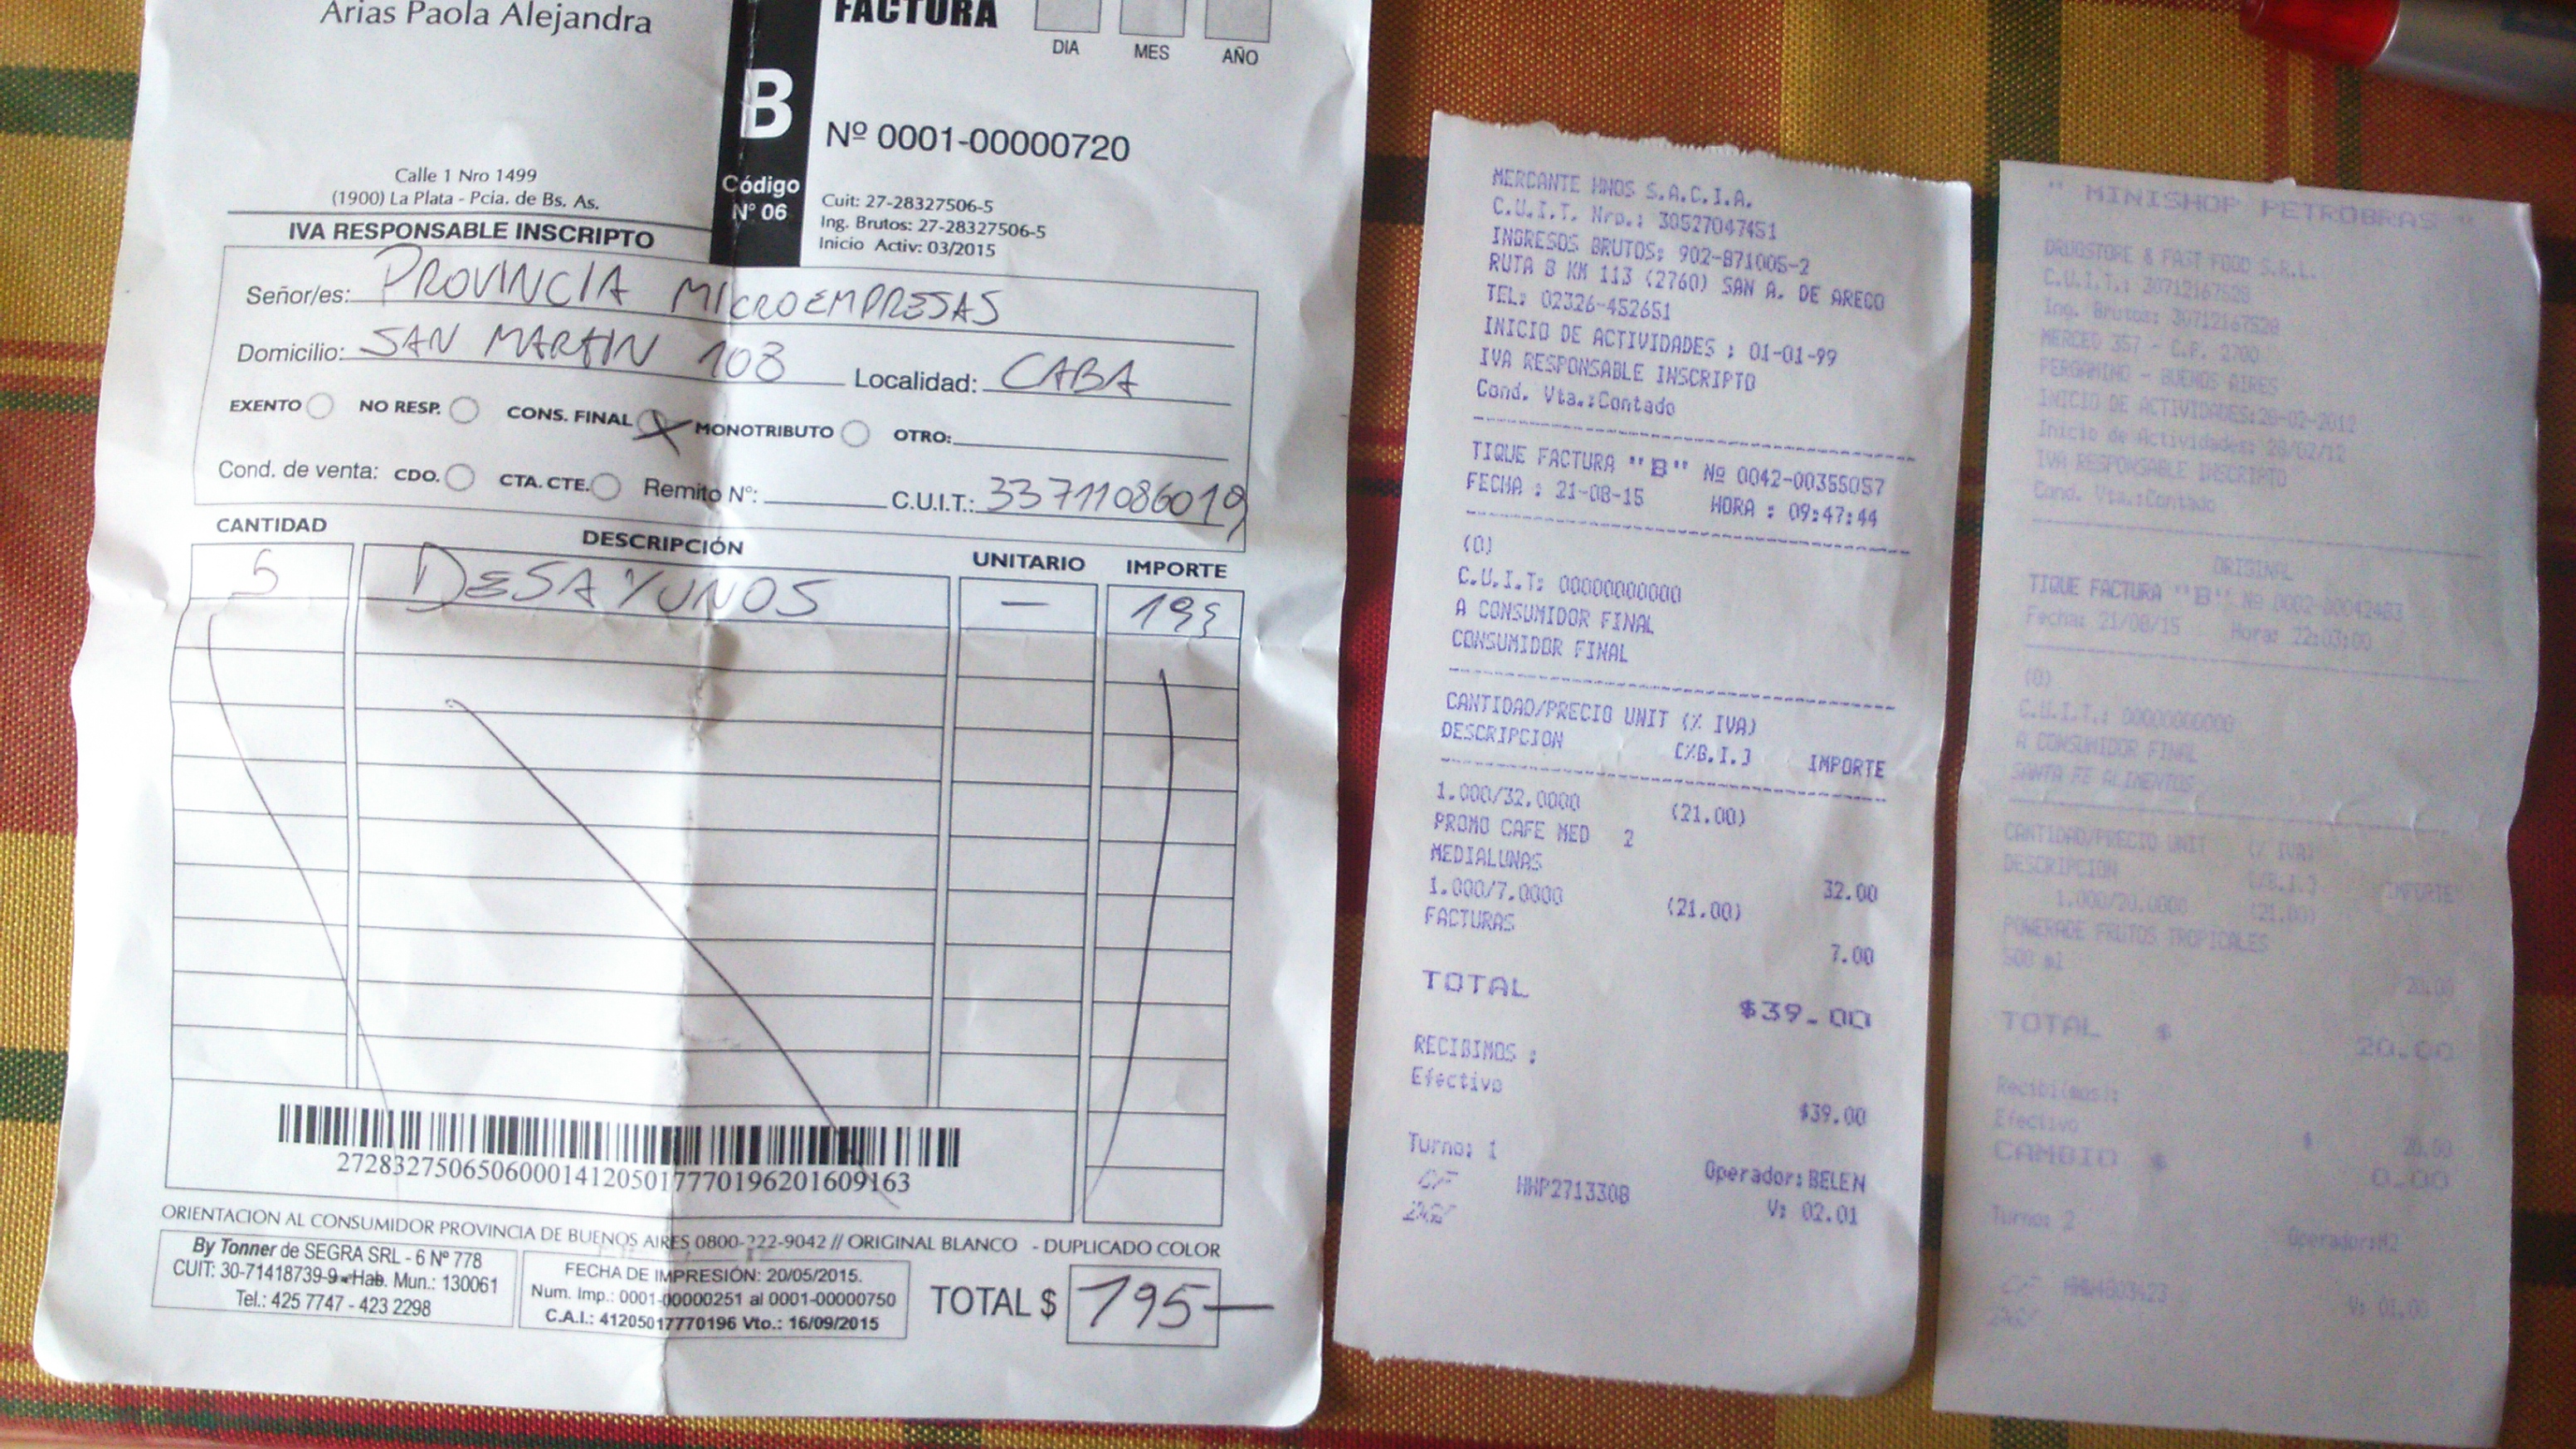 Arias Paola Alejandra
Calle 1 Nro 1499
(1900) La Plata - Pcia. de Bs. As.
IVA RESPONSABLE INSCRIPTO
B
Código
N° 06
FACTURA
DIA MES AÑO
Nº 0001-00000720
Cuit: 27-28327506-5
Ing. Brutos: 27-28327506-5
Inicio Activ: 03/2015
Señor/es: PROVINCIA MICROEMPRESAS
Domicilio: SAN MARTIN 108 Localidad: CABA
EXENTO NO RESP. CONS. FINAL MONOTRIBUTO OTRO:
Cond. de venta: CDO. CTA. CTE. Remito N°: C.U.I.T.: 33711086019
CANTIDAD DESCRIPCIÓN UNITARIO IMPORTE
5 DESAYUNOS — 195
27283275065060001412050177770196201609163
ORIENTACION AL CONSUMIDOR PROVINCIA DE BUENOS AIRES 0800-222-9042 // ORIGINAL BLANCO - DUPLICADO COLOR
By Tonner de SEGRA SRL - 6 Nº 778
CUIT: 30-71418739-9 - Hab. Mun.: 130061
Tel.: 425 7747 - 423 2298
FECHA DE IMPRESIÓN: 20/05/2015.
Num. Imp.: 0001-00000251 al 0001-00000750
C.A.I.: 41205017770196 Vto.: 16/09/2015
TOTAL $ 195—
MERCANTE HNOS S.A.C.I.A.
C.U.I.T. Nro.: 30527047451
INGRESOS BRUTOS: 902-871005-2
RUTA 8 KM 113 (2760) SAN A. DE ARECO
TEL: 02326-452651
INICIO DE ACTIVIDADES : 01-01-99
IVA RESPONSABLE INSCRIPTO
Cond. Vta.:Contado
TIQUE FACTURA "B" Nº 0042-00355057
FECHA : 21-08-15 HORA : 09:47:44
(0)
C.U.I.T: 00000000000
A CONSUMIDOR FINAL
CONSUMIDOR FINAL
CANTIDAD/PRECIO UNIT (% IVA)
DESCRIPCION [%B.I.] IMPORTE
1.000/32.0000 (21.00)
PROMO CAFE MED 2
MEDIALUNAS 32.00
1.000/7.0000 (21.00)
FACTURAS 7.00
TOTAL $39.00
RECIBIMOS :
Efectivo $39.00
Turno: 1 Operador:BELEN
CF HHP2713308 V: 02.01
" MINISHOP PETROBRAS "
DRUGSTORE & FAST FOOD S.R.L.
C.U.I.T.: 30712167528
Ing. Brutos: 30712167528
MERCED 357 - C.P. 2700
PERGAMINO - BUENOS AIRES
INICIO DE ACTIVIDADES:28-02-2012
Inicio de Actividades: 28/02/12
IVA RESPONSABLE INSCRIPTO
Cond. Vta:Contado
ORIGINAL
TIQUE FACTURA "B" Nº 0002-00042483
Fecha: 21/08/15 Hora: 22:03:00
(0)
C.U.I.T.: 00000000000
A CONSUMIDOR FINAL
SANTA FE ALIMENTOS
CANTIDAD/PRECIO UNIT (% IVA)
DESCRIPCION [%B.I.] IMPORTE
1.000/20.0000 (21.00)
POWERADE FRUTOS TROPICALES
500 ml 20.00
TOTAL $ 20.00
Recibi(mos):
Efectivo $ 20.00
CAMBIO $ 0.00
Turno: 2 Operador:M2
CF V: 01.00